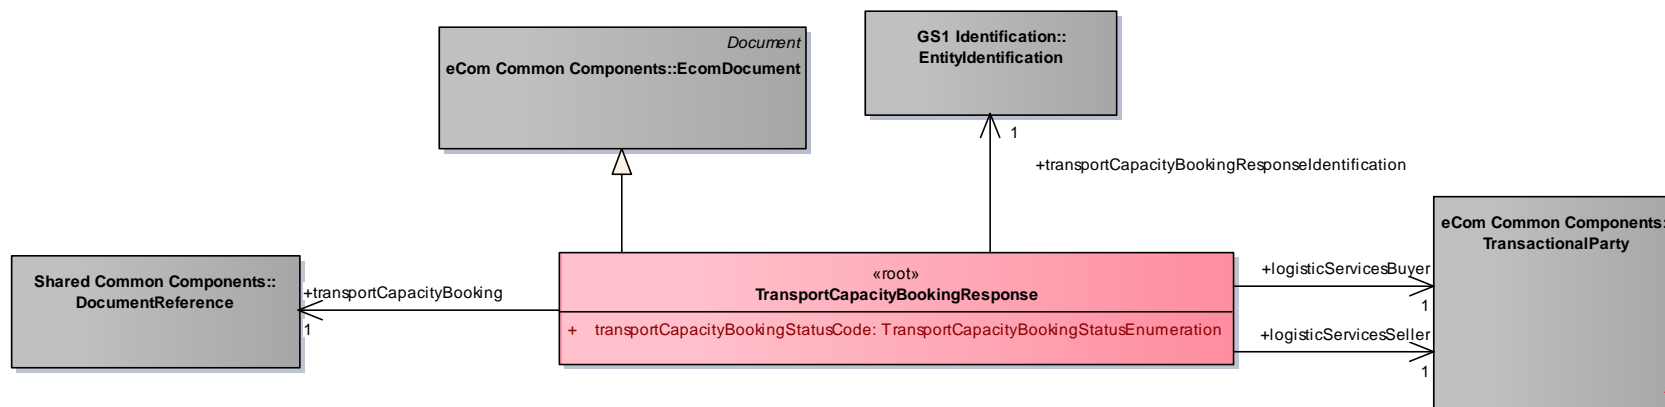 Document
eCom Common Components::EcomDocument
GS1 Identification::
EntityIdentification
1
+transportCapacityBookingResponseIdentification
eCom Common Components:
TransactionalParty
Shared Common Components::
DocumentReference
+transportCapacityBooking
1
«root»
TransportCapacityBookingResponse
+ transportCapacityBookingStatusCode: TransportCapacityBookingStatusEnumeration
+logisticServicesBuyer
1
+logisticServicesSeller
1